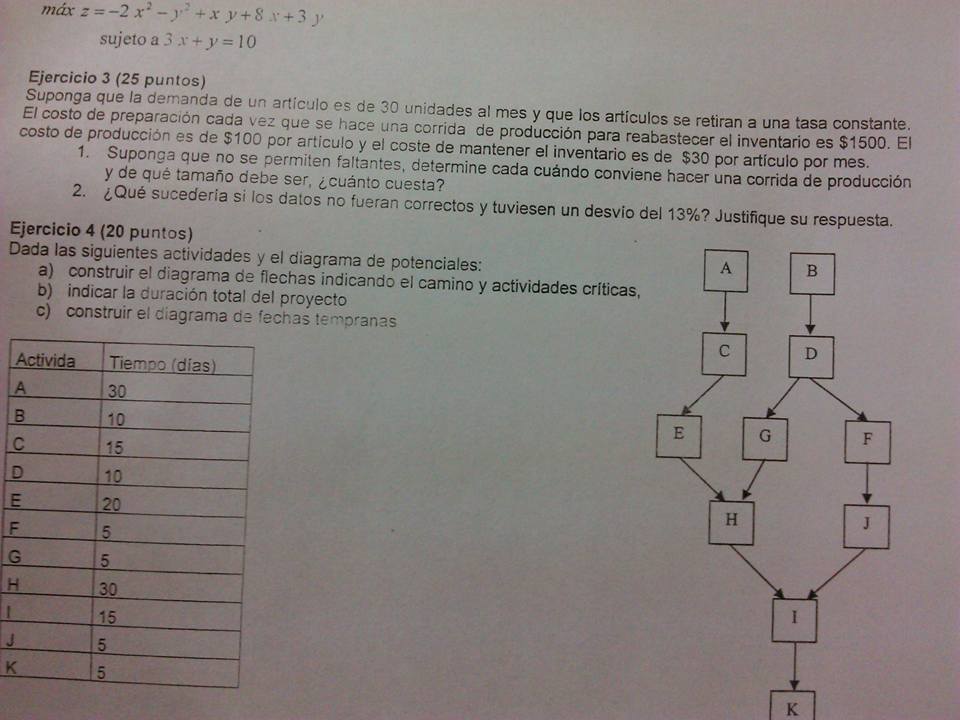 máx z = −2 x² − y² + x y + 8 x + 3 y
sujeto a 3 x + y = 10
Ejercicio 3 (25 puntos)
Suponga que la demanda de un artículo es de 30 unidades al mes y que los artículos se retiran a una tasa constante.
El costo de preparación cada vez que se hace una corrida de producción para reabastecer el inventario es $1500. El
costo de producción es de $100 por artículo y el coste de mantener el inventario es de $30 por artículo por mes.
1. Suponga que no se permiten faltantes, determine cada cuándo conviene hacer una corrida de producción
y de qué tamaño debe ser, ¿cuánto cuesta?
2. ¿Qué sucedería si los datos no fueran correctos y tuviesen un desvío del 13%? Justifique su respuesta.
Ejercicio 4 (20 puntos)
Dada las siguientes actividades y el diagrama de potenciales:
a) construir el diagrama de flechas indicando el camino y actividades críticas,
b) indicar la duración total del proyecto
c) construir el diagrama de fechas tempranas
Activida Tiempo (días)
A 30
B 10
C 15
D 10
E 20
F 5
G 5
H 30
I 15
J 5
K 5
A B
C D
E G F
H J
I
K